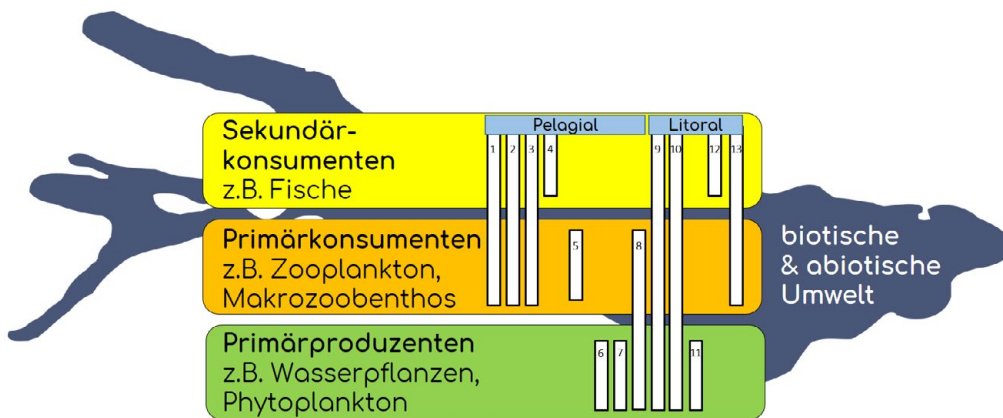 Pelagial Litoral
Sekundär-
konsumenten
z.B. Fische
1 2 3 4 9 10 12 13
Primärkonsumenten
z.B. Zooplankton,
Makrozoobenthos
5 8
biotische
& abiotische
Umwelt
Primärproduzenten
z.B. Wasserpflanzen,
Phytoplankton
6 7 11